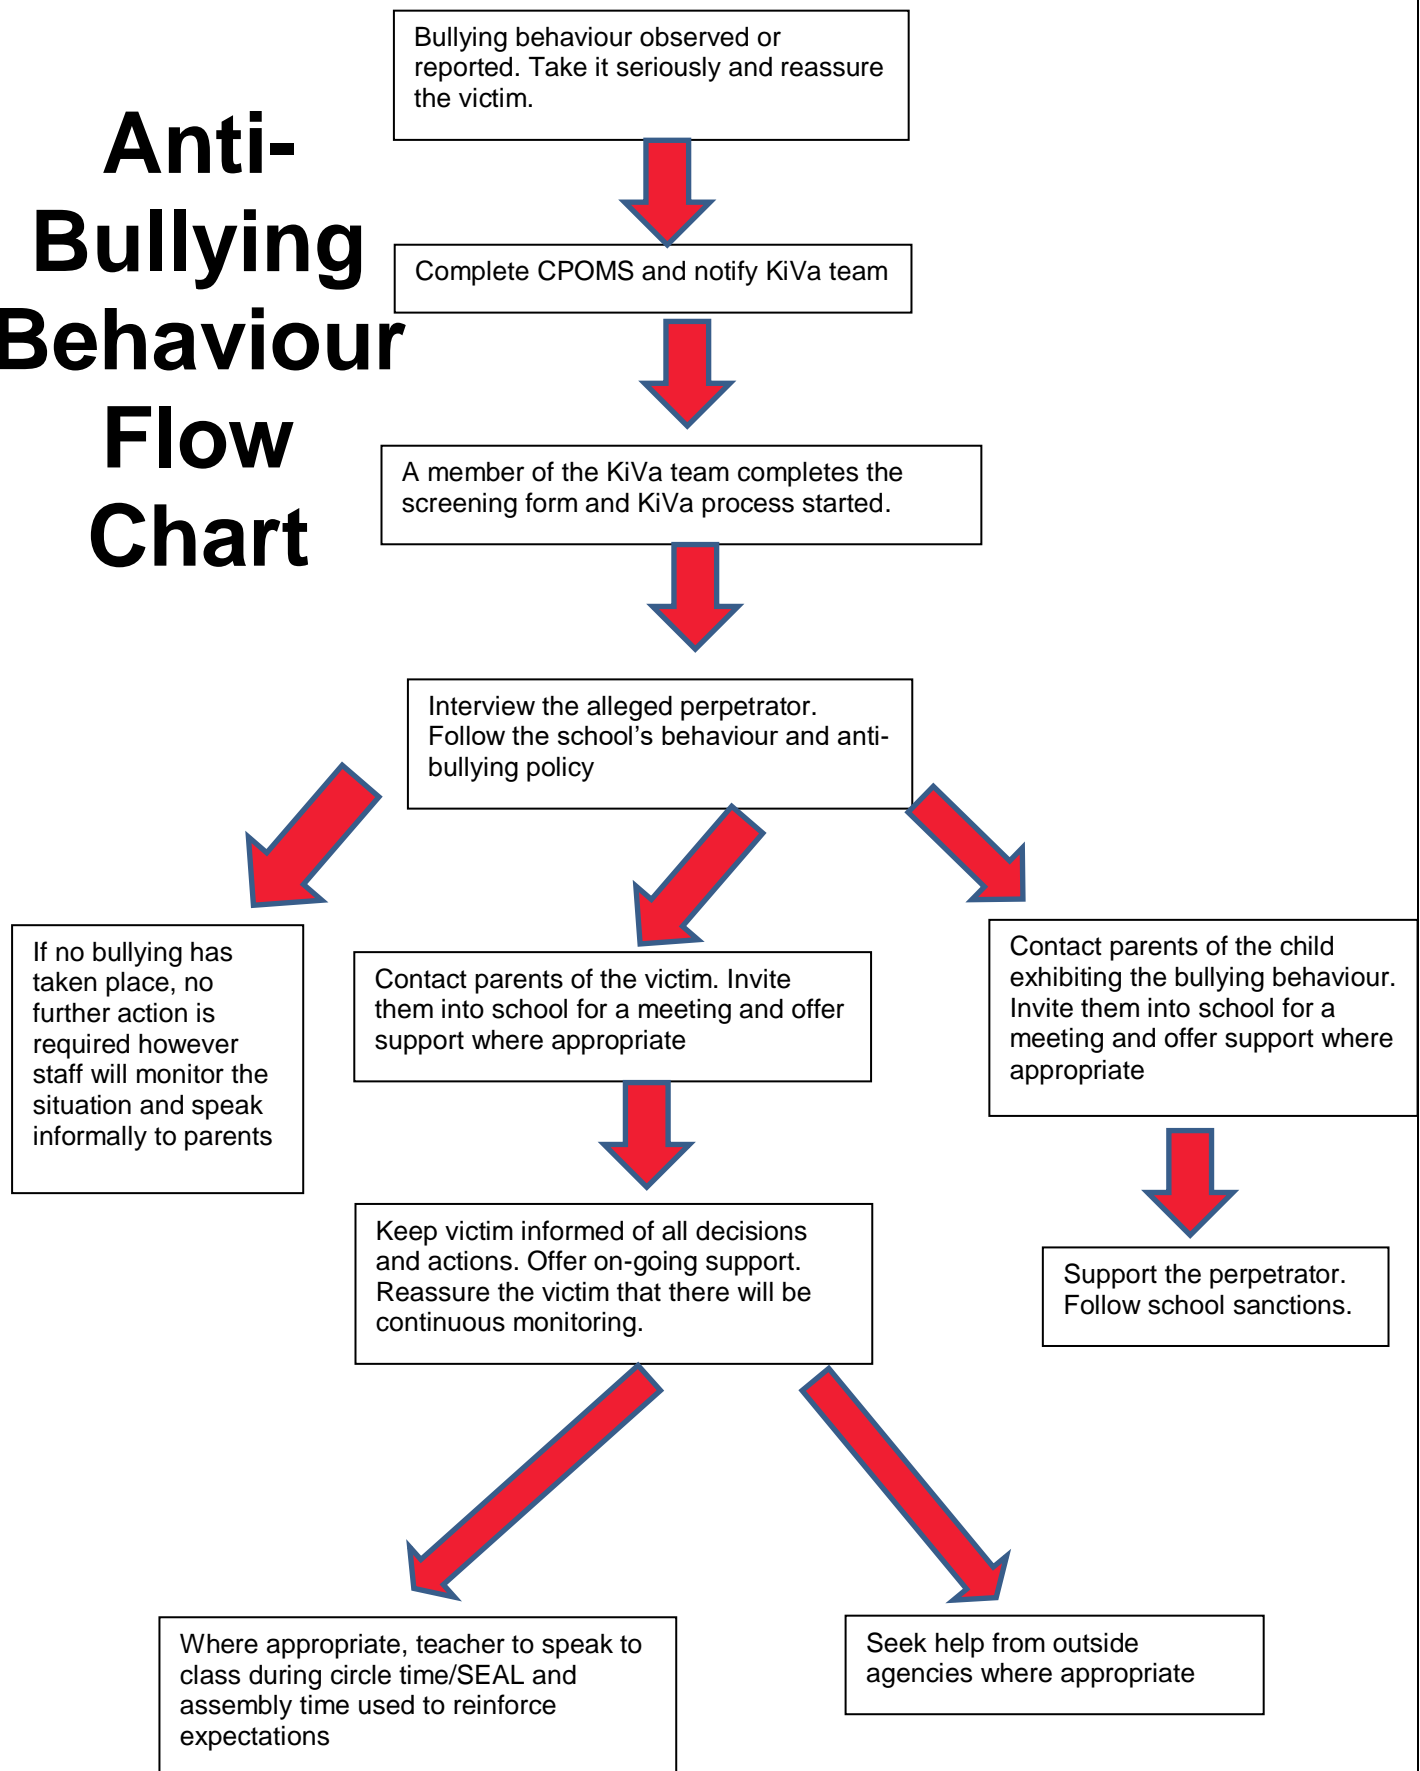 Anti-
Bullying
Behaviour
Flow
Chart
Bullying behaviour observed or
reported. Take it seriously and reassure
the victim.
Complete CPOMS and notify KiVa team
A member of the KiVa team completes the
screening form and KiVa process started.
Interview the alleged perpetrator.
Follow the school’s behaviour and anti-
bullying policy
If no bullying has
taken place, no
further action is
required however
staff will monitor the
situation and speak
informally to parents
Contact parents of the victim. Invite
them into school for a meeting and offer
support where appropriate
Contact parents of the child
exhibiting the bullying behaviour.
Invite them into school for a
meeting and offer support where
appropriate
Keep victim informed of all decisions
and actions. Offer on-going support.
Reassure the victim that there will be
continuous monitoring.
Support the perpetrator.
Follow school sanctions.
Where appropriate, teacher to speak to
class during circle time/SEAL and
assembly time used to reinforce
expectations
Seek help from outside
agencies where appropriate